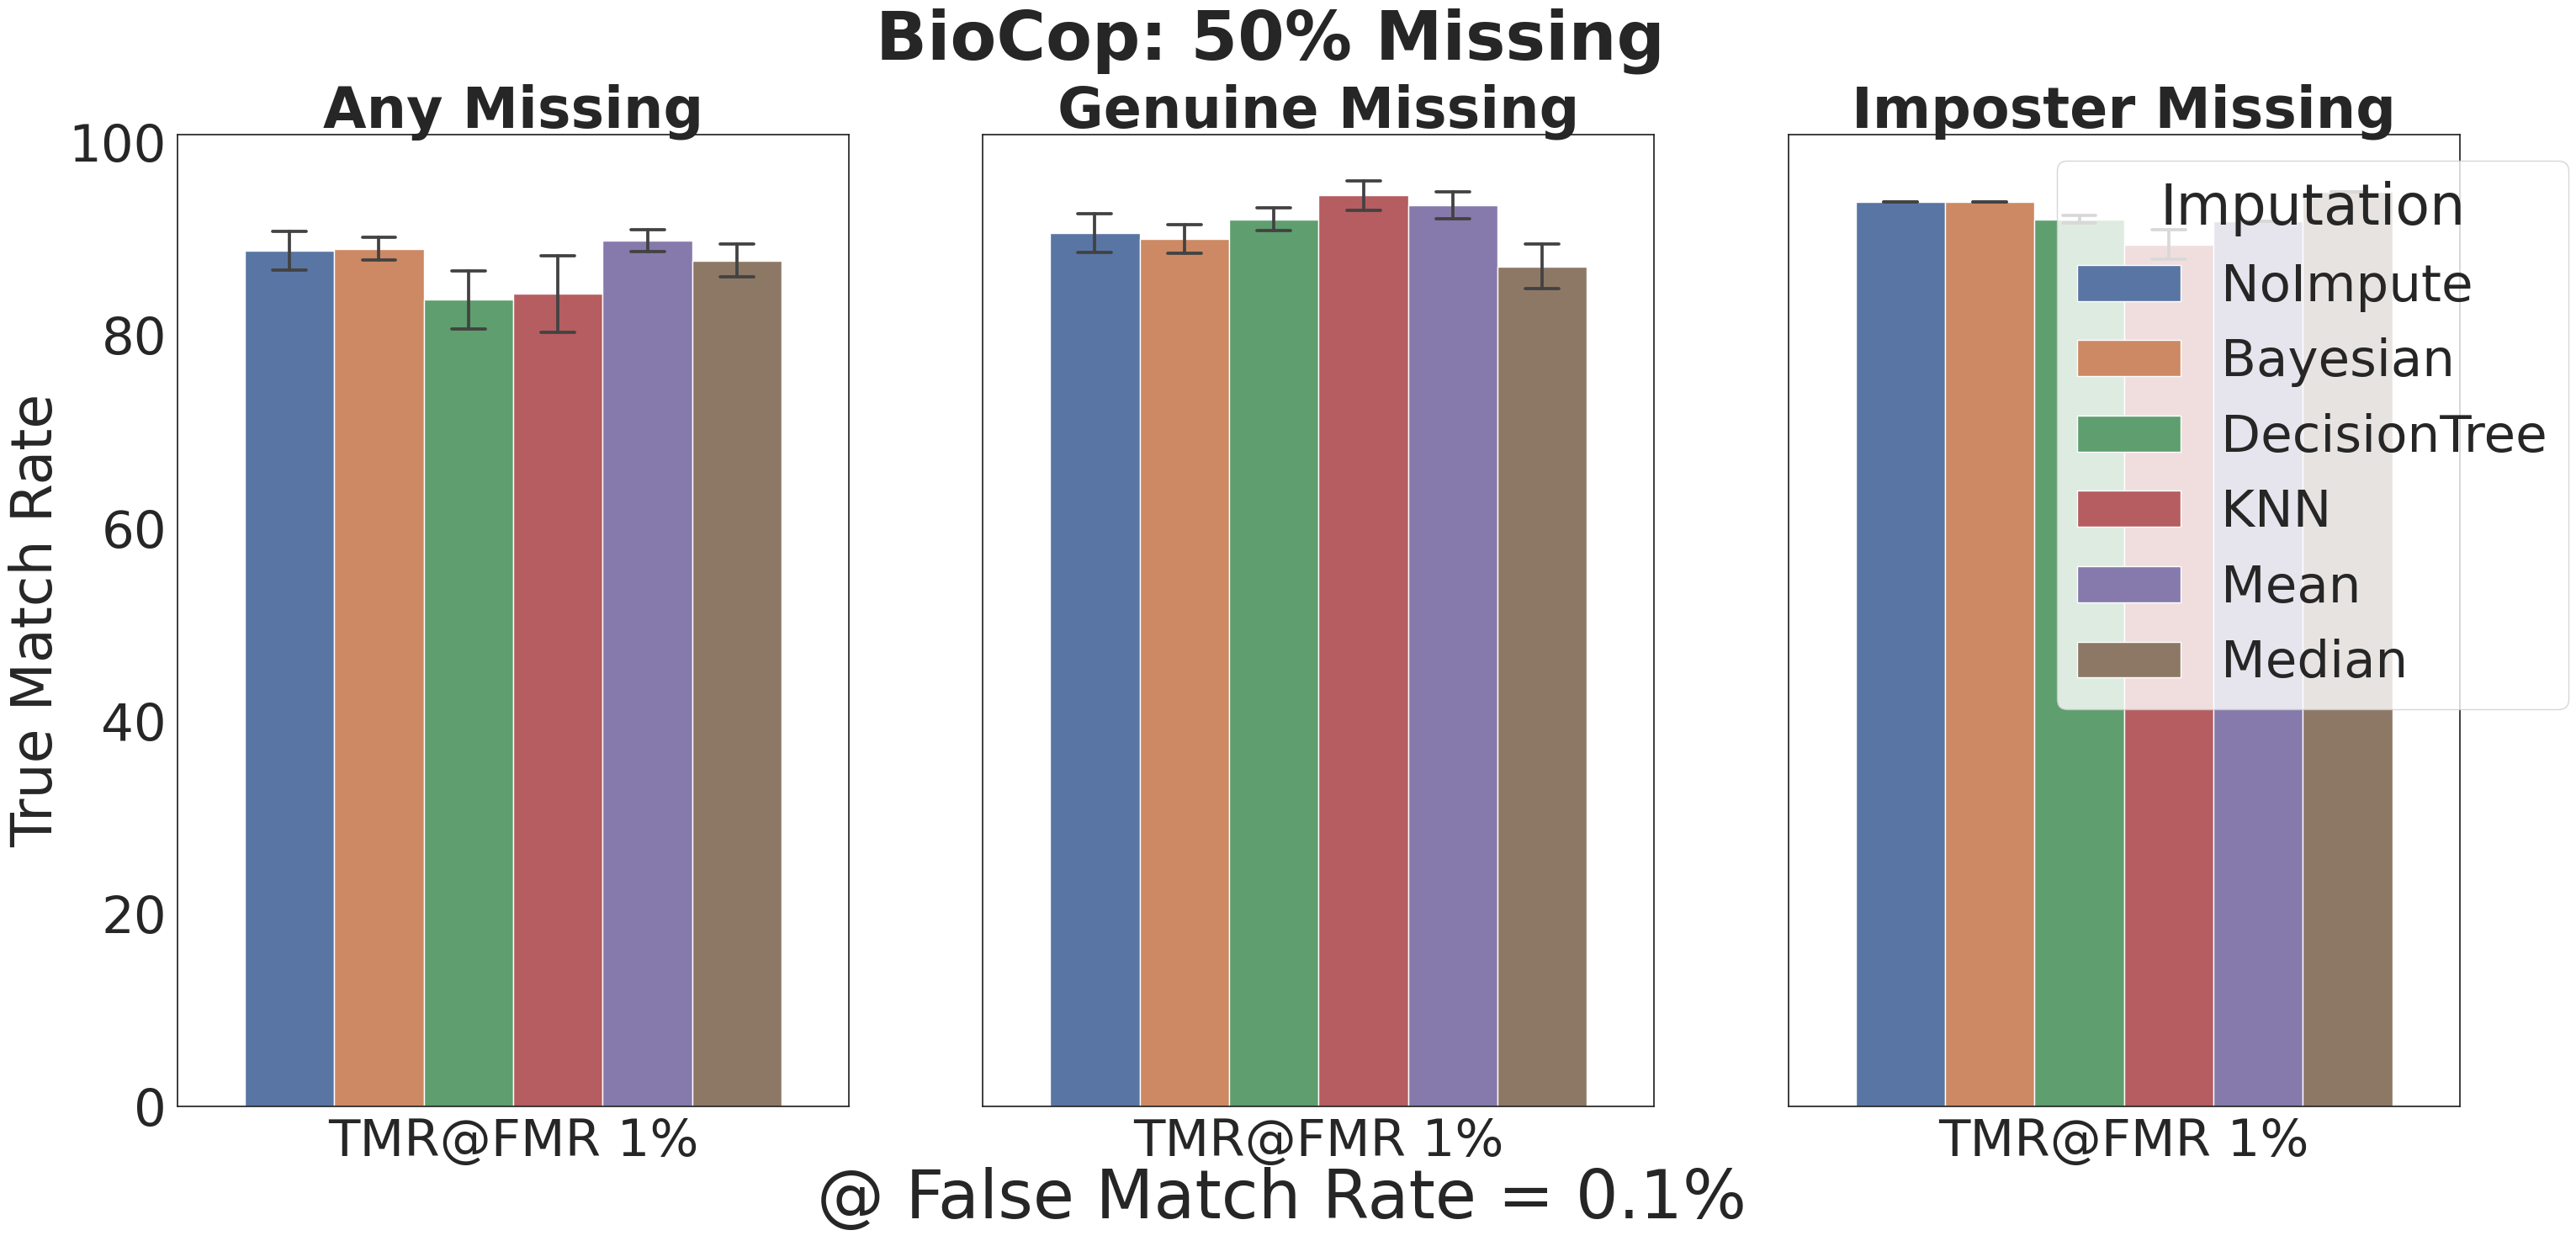 BioCop: 50% Missing
Any Missing
Genuine Missing
Imposter Missing
True Match Rate
100
80
60
40
20
0
Imputation
NoImpute
Bayesian
DecisionTree
KNN
Mean
Median
TMR@FMR 1%
TMR@FMR 1%
TMR@FMR 1%
@ False Match Rate = 0.1%